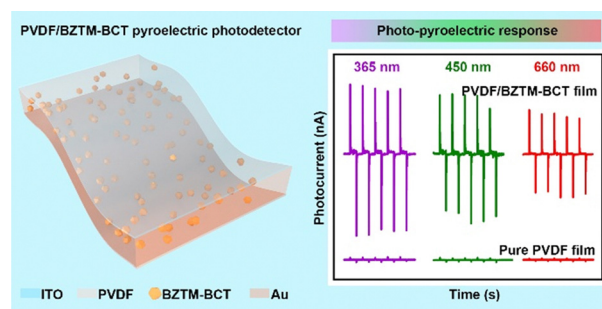 PVDF/BZTM-BCT pyroelectric photodetector
ITO PVDF BZTM-BCT Au
Photo-pyroelectric response
365 nm 450 nm 660 nm
PVDF/BZTM-BCT film
Photocurrent (nA)
Pure PVDF film
Time (s)